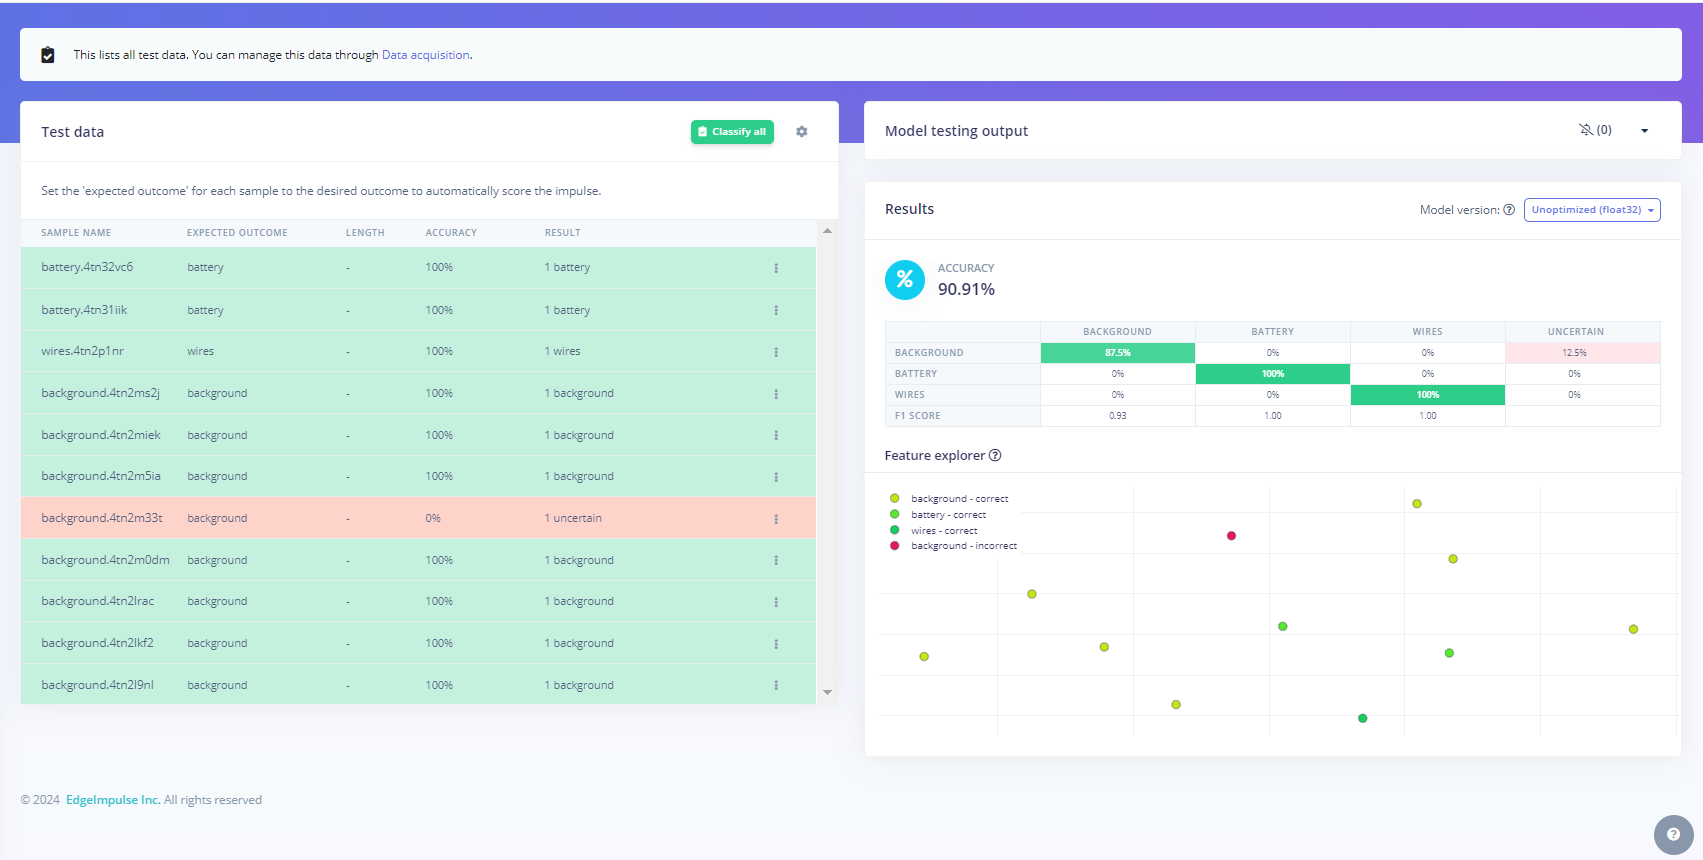 This lists all test data. You can manage this data through Data acquisition.
Test data
Classify all
Set the 'expected outcome' for each sample to the desired outcome to automatically score the impulse.
SAMPLE NAME EXPECTED OUTCOME LENGTH ACCURACY RESULT
battery.4tn32vc6 battery - 100% 1 battery
battery.4tn31iik battery - 100% 1 battery
wires.4tn2p1nr wires - 100% 1 wires
background.4tn2ms2j background - 100% 1 background
background.4tn2miek background - 100% 1 background
background.4tn2m5ia background - 100% 1 background
background.4tn2m33t background - 0% 1 uncertain
background.4tn2m0dm background - 100% 1 background
background.4tn2lrac background - 100% 1 background
background.4tn2lkf2 background - 100% 1 background
background.4tn2l9nl background - 100% 1 background
Model testing output
(0)
Results
Model version: ? Unoptimized (float32)
%
ACCURACY
90.91%
BACKGROUND BATTERY WIRES UNCERTAIN
BACKGROUND 87.5% 0% 0% 12.5%
BATTERY 0% 100% 0% 0%
WIRES 0% 0% 100% 0%
F1 SCORE 0.93 1.00 1.00
Feature explorer ?
background - correct
battery - correct
wires - correct
background - incorrect
© 2024 EdgeImpulse Inc. All rights reserved
?